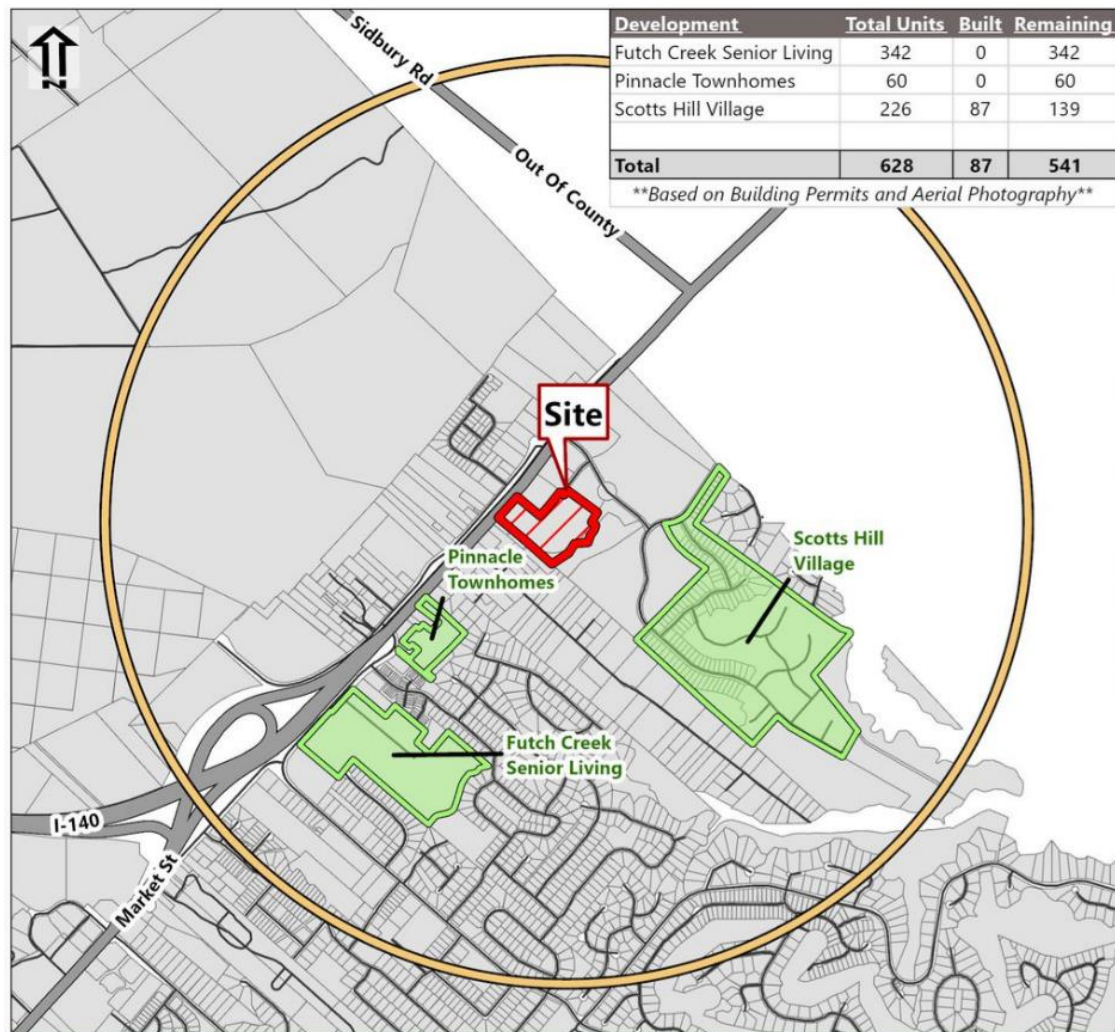 N
Sidbury Rd
Development Total Units Built Remaining
Futch Creek Senior Living 342 0 342
Pinnacle Townhomes 60 0 60
Scotts Hill Village 226 87 139
Total 628 87 541
**Based on Building Permits and Aerial Photography**
Out Of County
Site
Pinnacle
Townhomes
Scotts Hill
Village
Futch Creek
Senior Living
I-140
Market St